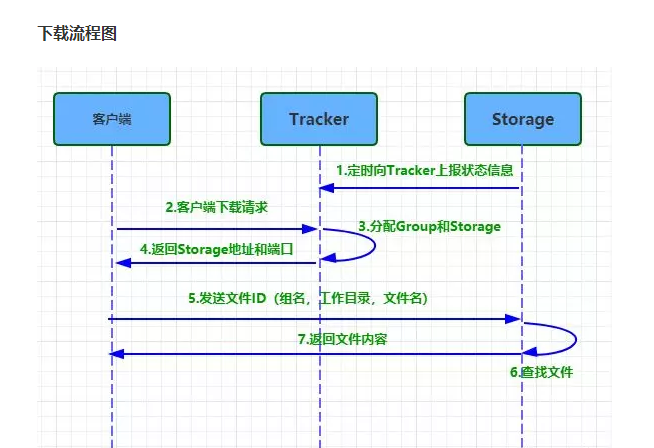 下载流程图
客户端
Tracker
Storage
1.定时向Tracker上报状态信息
2.客户端下载请求
3.分配Group和Storage
4.返回Storage地址和端口
5.发送文件ID（组名，工作目录，文件名）
7.返回文件内容
6.查找文件